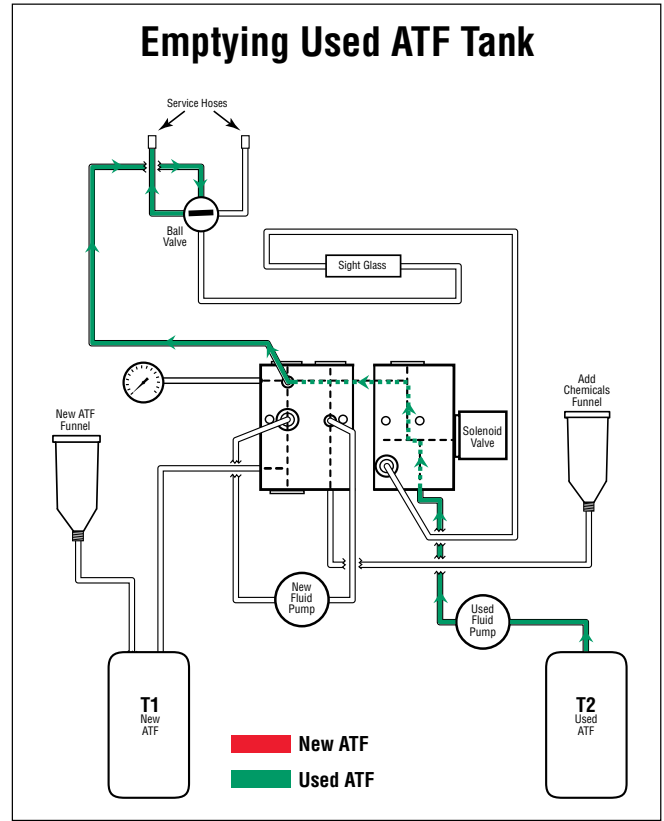 Emptying Used ATF Tank
Service Hoses
Ball
Valve
Sight Glass
New ATF
Funnel
Add
Chemicals
Funnel
Solenoid
Valve
New
Fluid
Pump
Used
Fluid
Pump
T1
New
ATF
T2
Used
ATF
New ATF
Used ATF